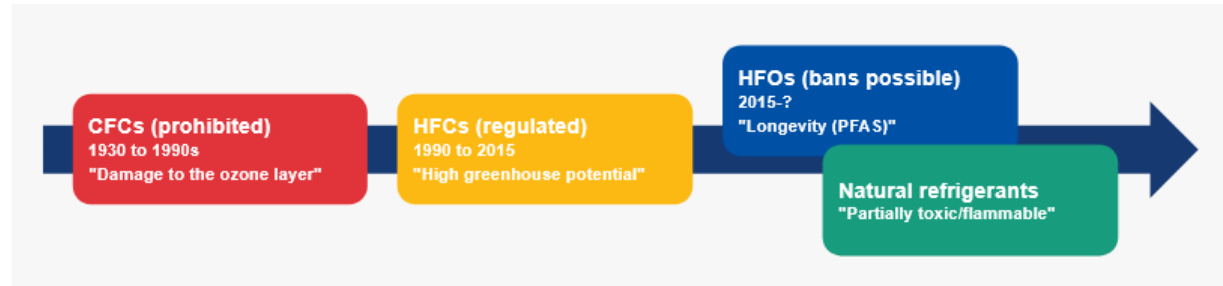 CFCs (prohibited)
1930 to 1990s
"Damage to the ozone layer"
HFCs (regulated)
1990 to 2015
"High greenhouse potential"
HFOs (bans possible)
2015-?
"Longevity (PFAS)"
Natural refrigerants
"Partially toxic/flammable"